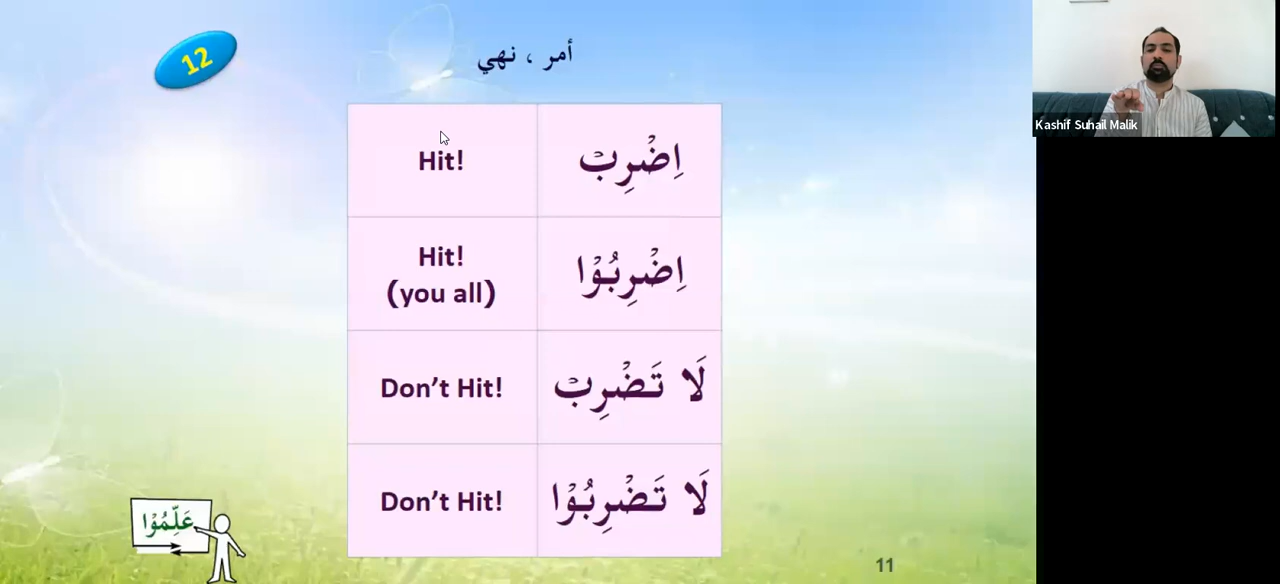 12
أمر ، نهي
Hit!
اِضْرِبْ
Hit!
(you all)
اِضْرِبُوْا
Don't Hit!
لَا تَضْرِبْ
Don't Hit!
لَا تَضْرِبُوْا
عَلِّمُوْا
11
Kashif Suhail Malik